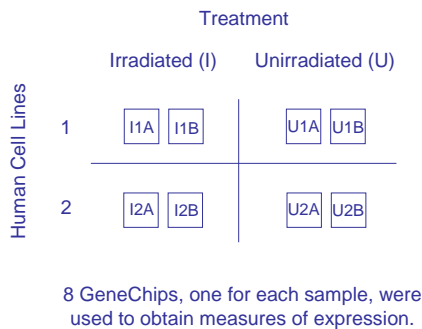 Treatment
Irradiated (I) Unirradiated (U)
Human Cell Lines
1 I1A I1B U1A U1B
2 I2A I2B U2A U2B
8 GeneChips, one for each sample, were
used to obtain measures of expression.